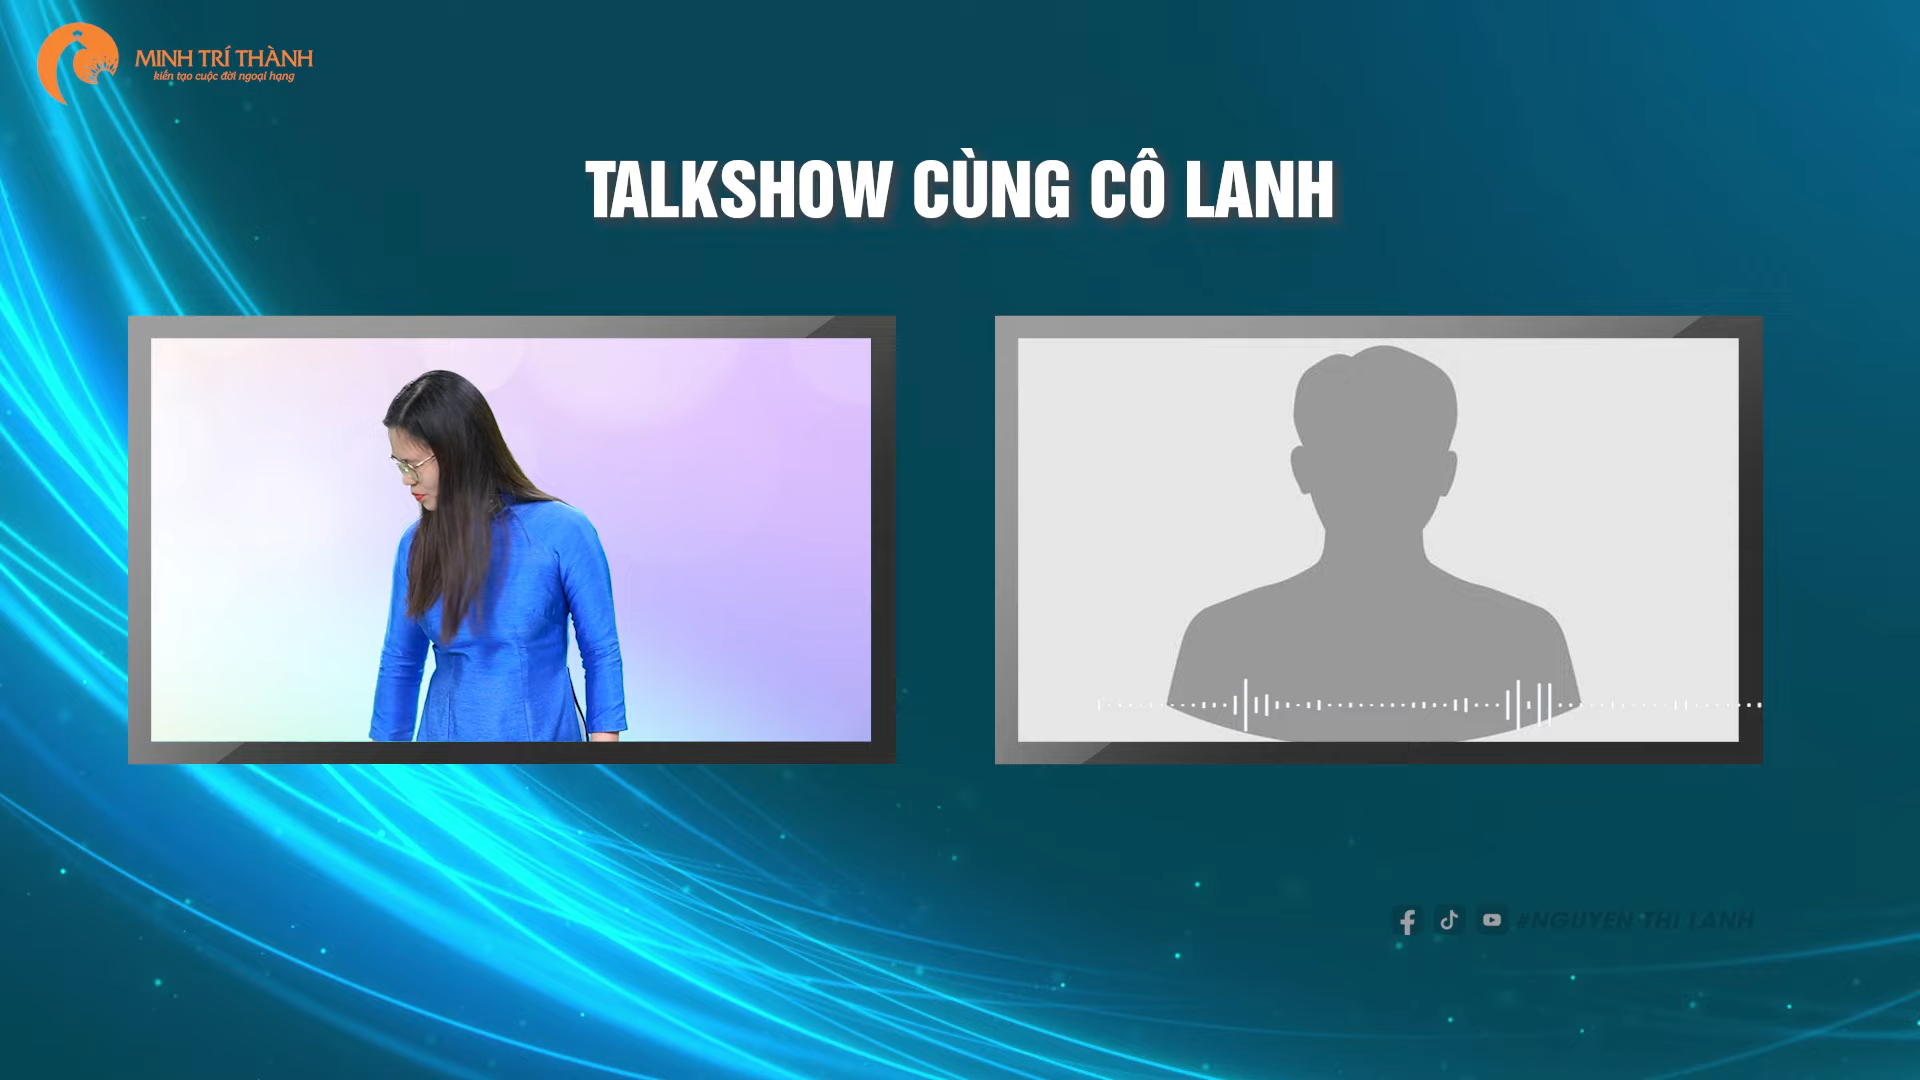 MINH TRÍ THÀNH
kiến tạo cuộc đời ngoại hạng
TALKSHOW CÙNG CÔ LANH
#NGUYEN THI LANH